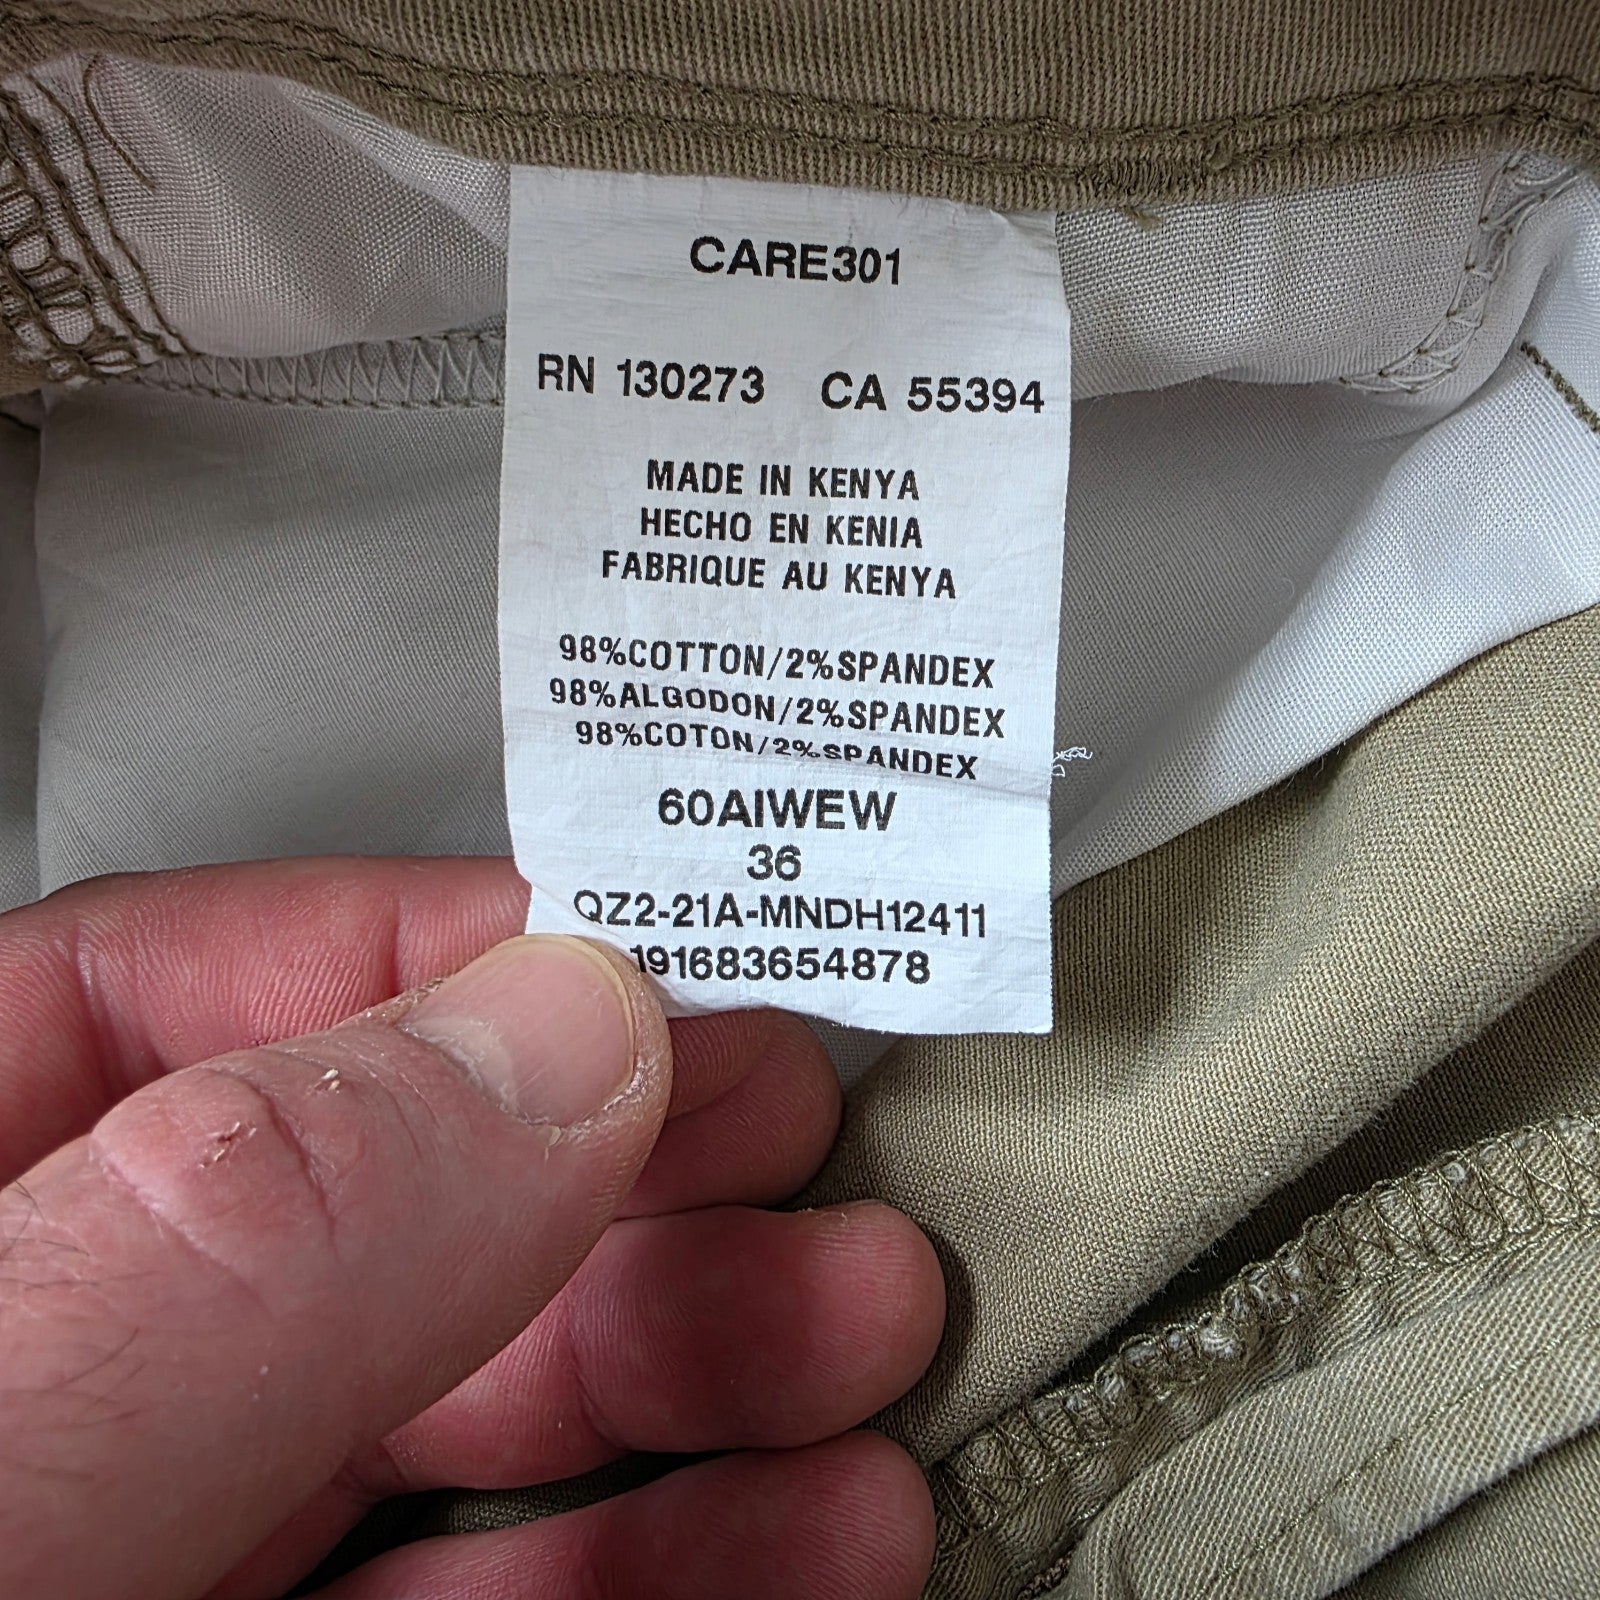 CARE301
RN 130273 CA 55394
MADE IN KENYA
HECHO EN KENIA
FABRIQUE AU KENYA
98%COTTON/2%SPANDEX
98%ALGODON/2%SPANDEX
98%COTON/2%SPANDEX
60AIWEW
36
QZ2-21A-MNDH12411
191683654878